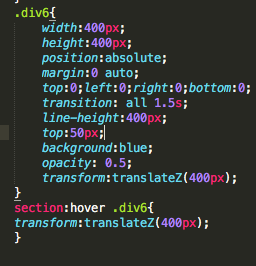 .div6{
width:400px;
height:400px;
position:absolute;
margin:0 auto;
top:0;left:0;right:0;bottom:0;
transition: all 1.5s;
line-height:400px;
top:50px;
background:blue;
opacity: 0.5;
transform:translateZ(400px);
}
section:hover .div6{
transform:translateZ(400px);
}